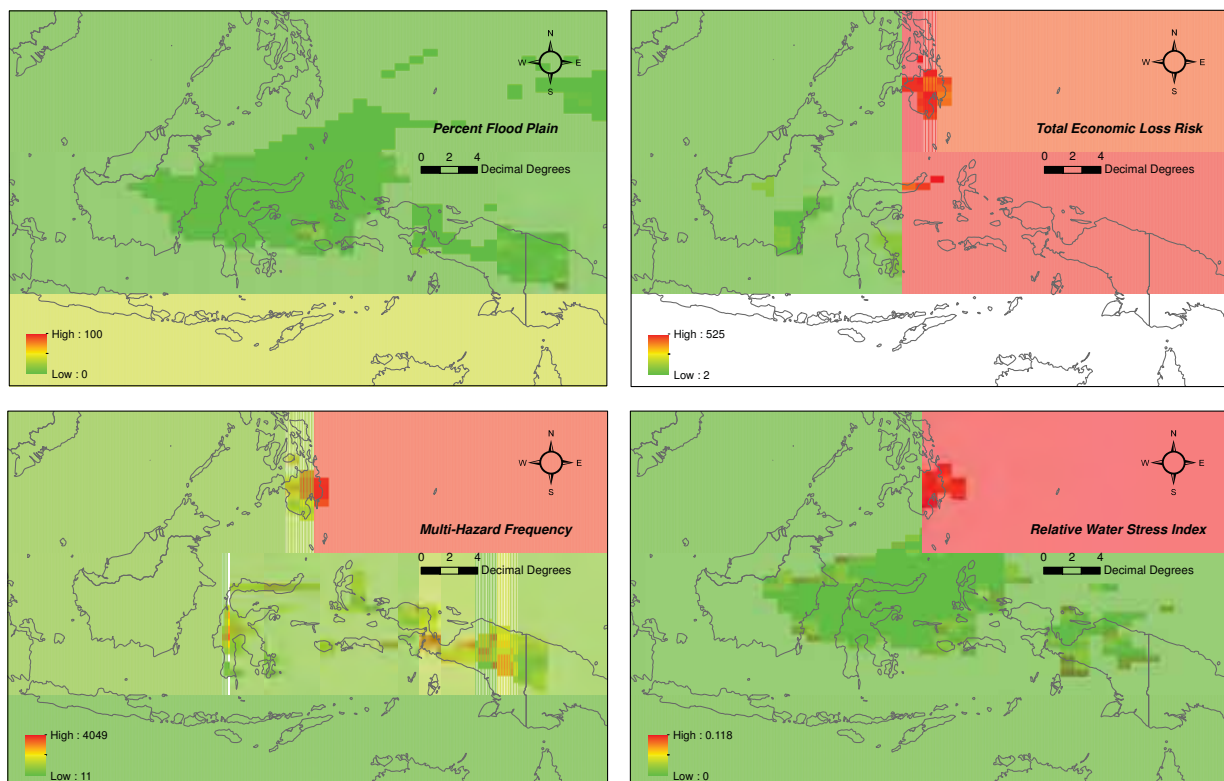 N
W E
S
Percent Flood Plain
0 2 4
Decimal Degrees
High : 100
Low : 0
N
W E
S
Total Economic Loss Risk
0 2 4
Decimal Degrees
High : 525
Low : 2
N
W E
S
Multi-Hazard Frequency
0 2 4
Decimal Degrees
High : 4049
Low : 11
N
W E
S
Relative Water Stress Index
0 2 4
Decimal Degrees
High : 0.118
Low : 0